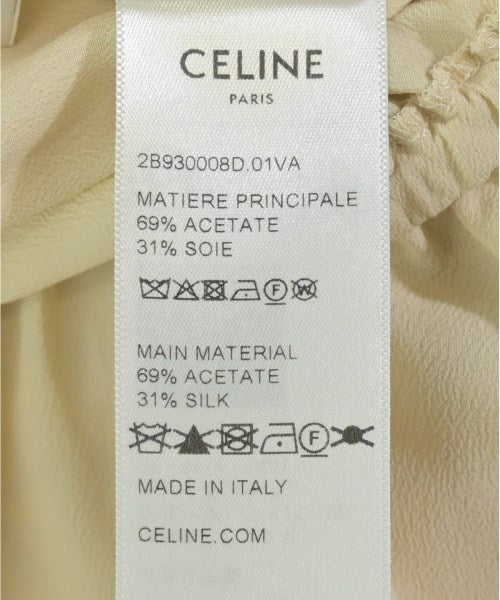 CELINE
PARIS
2B930008D.01VA
MATIERE PRINCIPALE
69% ACETATE
31% SOIE
F W
MAIN MATERIAL
69% ACETATE
31% SILK
F
MADE IN ITALY
CELINE.COM